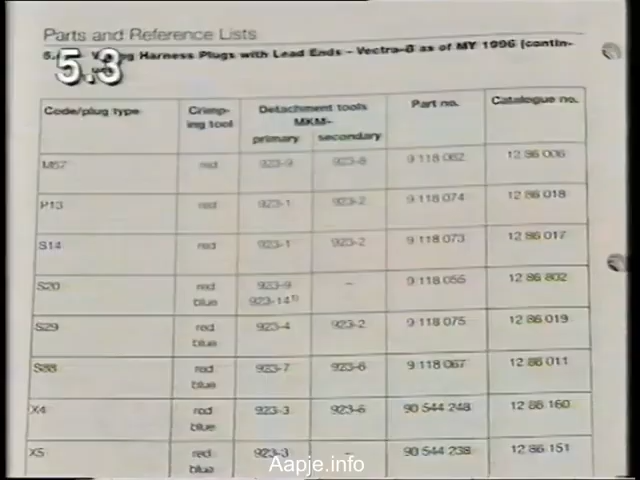 Parts and Reference Lists
5.3 Harness Plugs with Lead Ends – Vectra-B as of MY 1996 (contin-
Code/plug type Crimping tool Detachment tools MKM– Part no. Catalogue no.
primary secondary
M57 red 923-9 923-8 9 118 062 12 86 006
P13 red 923-1 923-2 9 118 074 12 86 018
S14 red 923-1 923-2 9 118 073 12 86 017
S20 red 923-9 – 9 118 055 12 86 802
blue 923-14¹⁾
S29 red 923-4 923-2 9 118 075 12 86 019
blue
S88 red 923-7 923-6 9 118 067 12 86 011
blue
X4 red 923-3 923-6 90 544 248 12 86 160
blue
X5 red 923-3 – 90 544 238 12 86 151
blue
Aapje.info